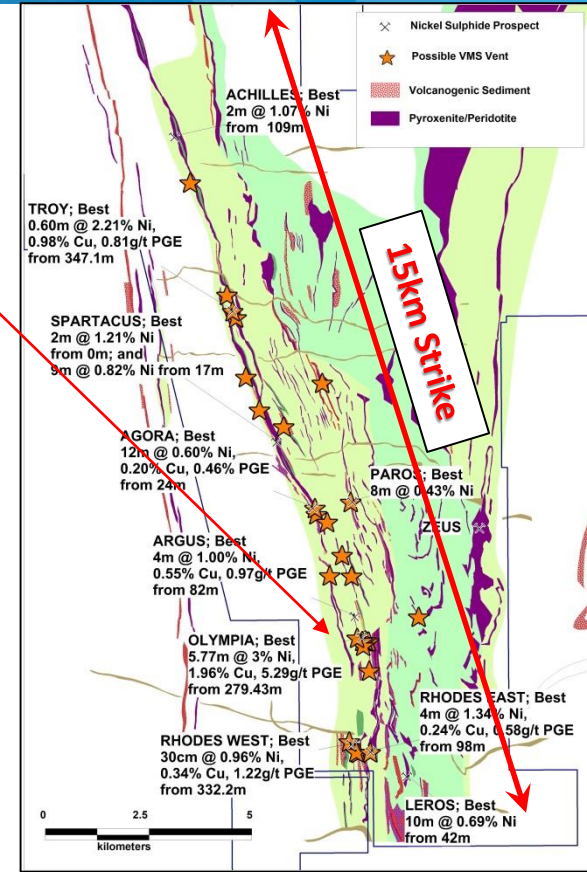 Nickel Sulphide Prospect
Possible VMS Vent
Volcanogenic Sediment
Pyroxenite/Peridotite
ACHILLES; Best
2m @ 1.07% Ni
from 109m
TROY; Best
0.60m @ 2.21% Ni,
0.98% Cu, 0.81g/t PGE
from 347.1m
15km Strike
SPARTACUS; Best
2m @ 1.21% Ni
from 0m; and
9m @ 0.82% Ni from 17m
AGORA; Best
12m @ 0.60% Ni,
0.20% Cu, 0.46% PGE
from 24m
PAROS; Best
8m @ 0.43% Ni
ZEUS
ARGUS; Best
4m @ 1.00% Ni,
0.55% Cu, 0.97g/t PGE
from 82m
OLYMPIA; Best
5.77m @ 3% Ni,
1.96% Cu, 5.29g/t PGE
from 279.43m
RHODES EAST; Best
4m @ 1.34% Ni,
0.24% Cu, 0.58g/t PGE
from 98m
RHODES WEST; Best
30cm @ 0.96% Ni,
0.34% Cu, 1.22g/t PGE
from 332.2m
LEROS; Best
10m @ 0.69% Ni
from 42m
0 2.5 5
kilometers